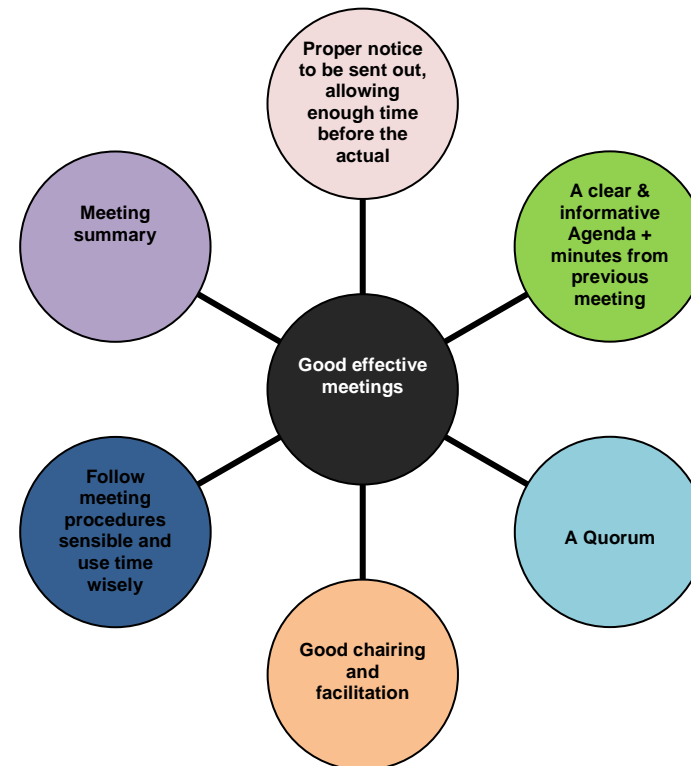 Proper notice
to be sent out,
allowing
enough time
before the
actual
A clear &
informative
Agenda +
minutes from
previous
meeting
Meeting
summary
Good effective
meetings
Follow
meeting
procedures
sensible and
use time
wisely
A Quorum
Good chairing
and
facilitation